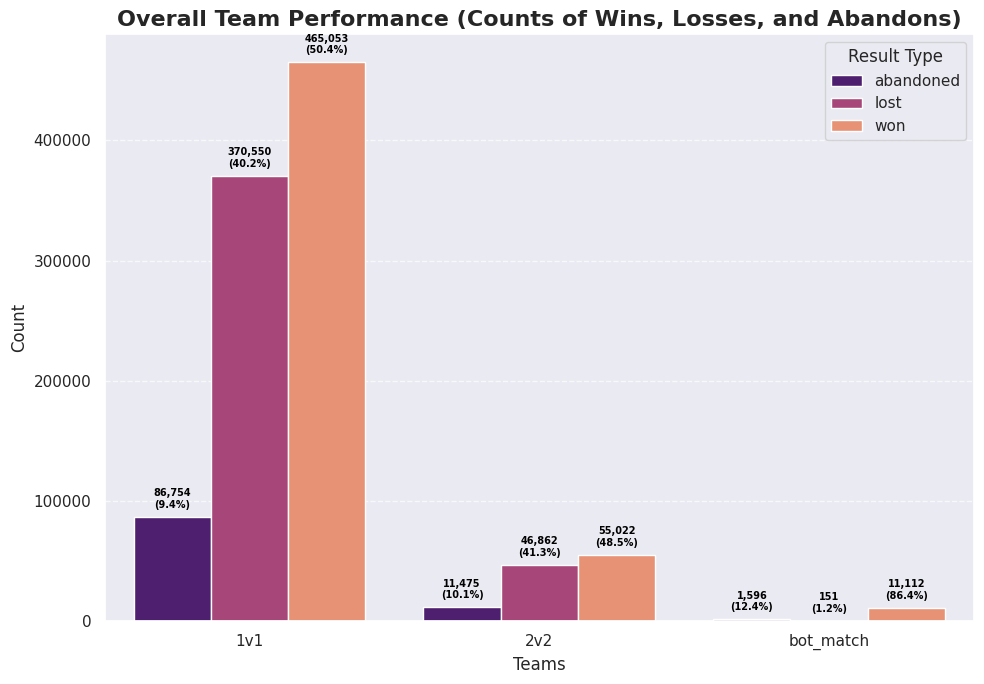 Overall Team Performance (Counts of Wins, Losses, and Abandons)
Result Type
abandoned
lost
won
Count
400000
300000
200000
100000
0
86,754
(9.4%)
370,550
(40.2%)
465,053
(50.4%)
11,475
(10.1%)
46,862
(41.3%)
55,022
(48.5%)
1,596
(12.4%)
151
(1.2%)
11,112
(86.4%)
1v1
2v2
bot_match
Teams